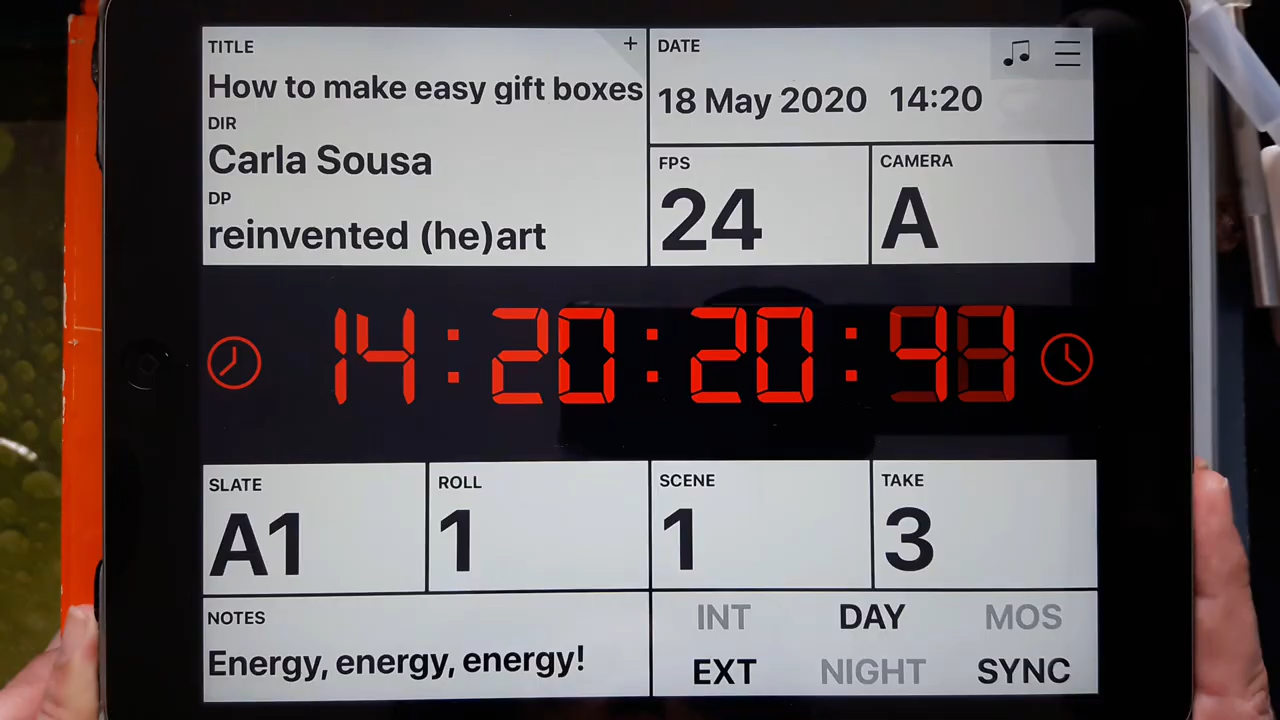 TITLE
How to make easy gift boxes
DIR
Carla Sousa
DP
reinvented (he)art
DATE
18 May 2020 14:20
FPS
24
CAMERA
A
14:20:20:93
SLATE
A1
ROLL
1
SCENE
1
TAKE
3
NOTES
Energy, energy, energy!
INT DAY MOS
EXT NIGHT SYNC